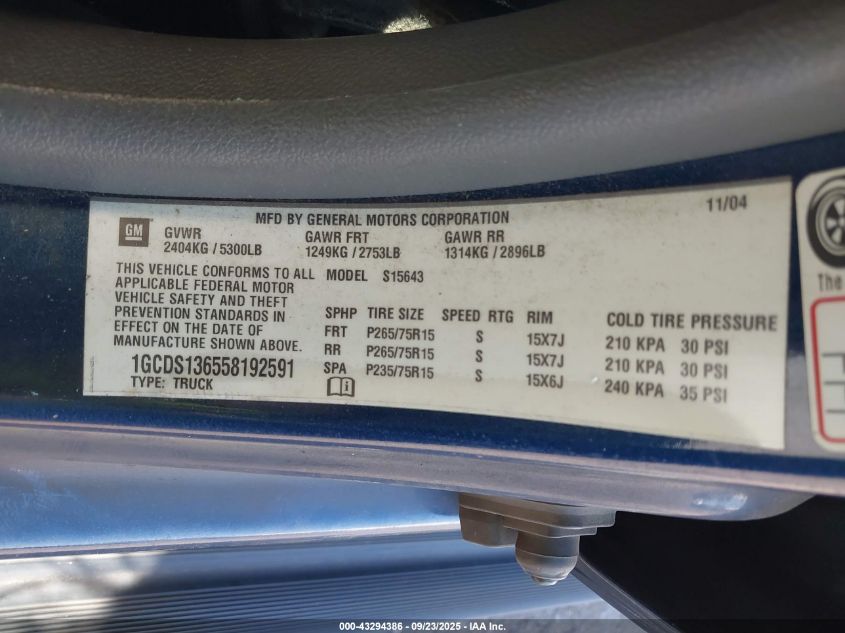 MFD BY GENERAL MOTORS CORPORATION 11/04
GM
GVWR GAWR FRT GAWR RR
2404KG / 5300LB 1249KG / 2753LB 1314KG / 2896LB
THIS VEHICLE CONFORMS TO ALL
APPLICABLE FEDERAL MOTOR
VEHICLE SAFETY AND THEFT
PREVENTION STANDARDS IN
EFFECT ON THE DATE OF
MANUFACTURE SHOWN ABOVE.
1GCDS136558192591
TYPE: TRUCK
MODEL S15643
SPHP TIRE SIZE SPEED RTG RIM COLD TIRE PRESSURE
FRT P265/75R15 S 15X7J 210 KPA 30 PSI
RR P265/75R15 S 15X7J 210 KPA 30 PSI
SPA P235/75R15 S 15X6J 240 KPA 35 PSI
The
000-43294386 - 09/23/2025 - IAA Inc.